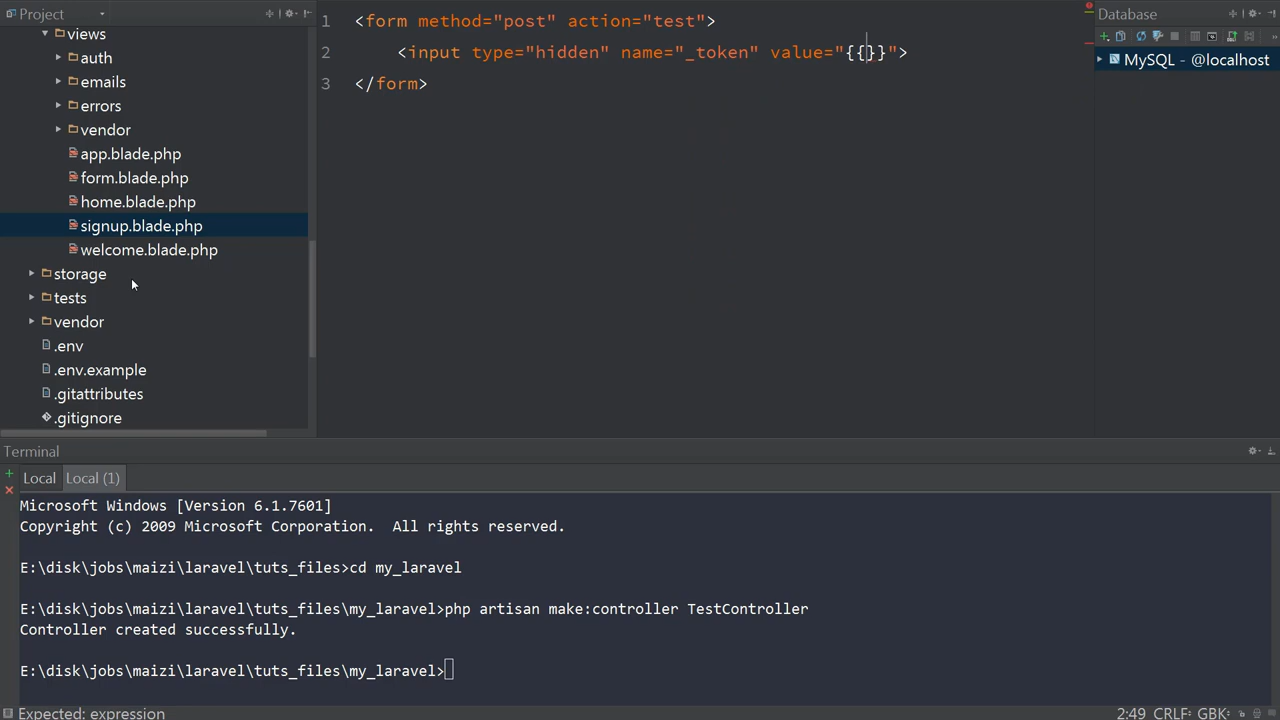 Project
views
auth
emails
errors
vendor
app.blade.php
form.blade.php
home.blade.php
signup.blade.php
welcome.blade.php
storage
tests
vendor
.env
.env.example
.gitattributes
.gitignore
1 <form method="post" action="test">
2 <input type="hidden" name="_token" value="{{}}">
3 </form>
Database
MySQL - @localhost
Terminal
Local Local (1)
Microsoft Windows [Version 6.1.7601]
Copyright (c) 2009 Microsoft Corporation.  All rights reserved.
E:\disk\jobs\maizi\laravel\tuts_files>cd my_laravel
E:\disk\jobs\maizi\laravel\tuts_files\my_laravel>php artisan make:controller TestController
Controller created successfully.
E:\disk\jobs\maizi\laravel\tuts_files\my_laravel>
Expected: expression
2:49 CRLF÷ GBK÷